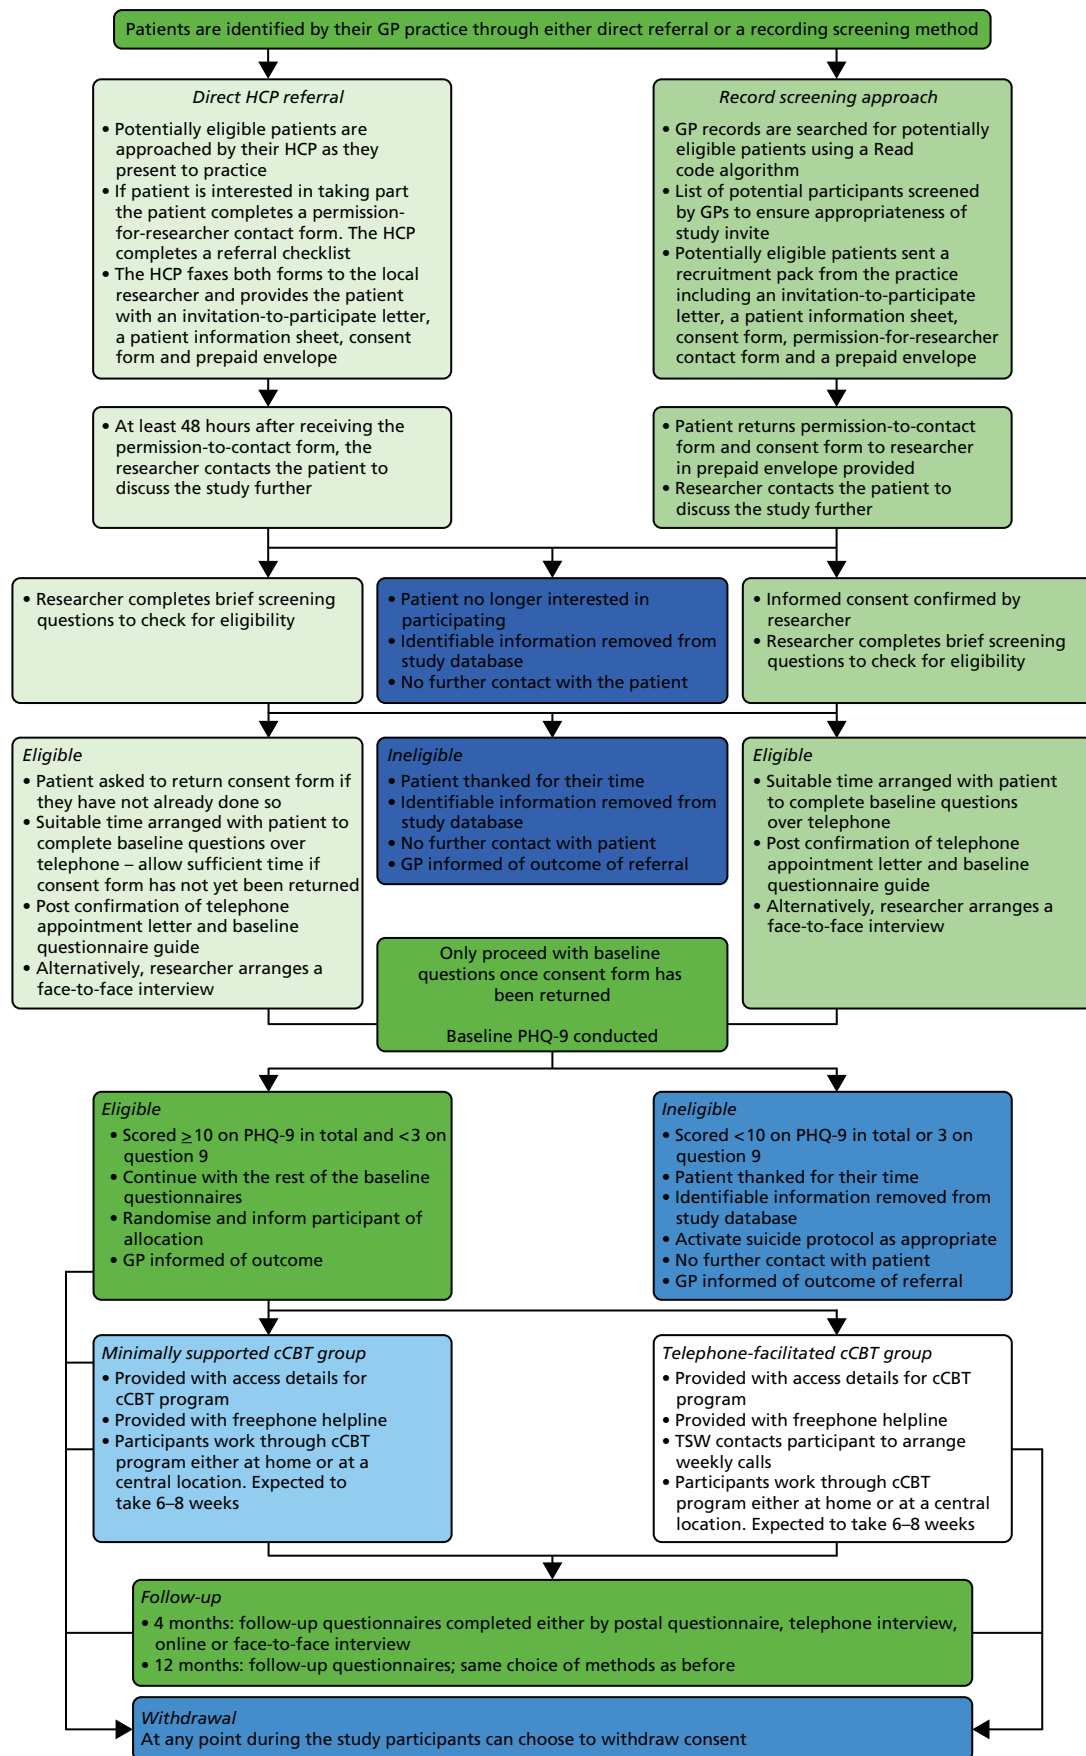 Patients are identified by their GP practice through either direct referral or a recording screening method
Direct HCP referral
• Potentially eligible patients are
approached by their HCP as they
present to practice
• If patient is interested in taking part
the patient completes a permission-
for-researcher contact form. The HCP
completes a referral checklist
• The HCP faxes both forms to the local
researcher and provides the patient
with an invitation-to-participate letter,
a patient information sheet, consent
form and prepaid envelope
Record screening approach
• GP records are searched for potentially
eligible patients using a Read
code algorithm
• List of potential participants screened
by GPs to ensure appropriateness of
study invite
• Potentially eligible patients sent a
recruitment pack from the practice
including an invitation-to-participate
letter, a patient information sheet,
consent form, permission-for-researcher
contact form and a prepaid envelope
• At least 48 hours after receiving the
permission-to-contact form, the
researcher contacts the patient to
discuss the study further
• Patient returns permission-to-contact
form and consent form to researcher
in prepaid envelope provided
• Researcher contacts the patient to
discuss the study further
• Researcher completes brief screening
questions to check for eligibility
• Patient no longer interested in
participating
• Identifiable information removed from
study database
• No further contact with the patient
• Informed consent confirmed by
researcher
• Researcher completes brief screening
questions to check for eligibility
Eligible
• Patient asked to return consent form if
they have not already done so
• Suitable time arranged with patient to
complete baseline questions over
telephone – allow sufficient time if
consent form has not yet been returned
• Post confirmation of telephone
appointment letter and baseline
questionnaire guide
• Alternatively, researcher arranges a
face-to-face interview
Ineligible
• Patient thanked for their time
• Identifiable information removed from
study database
• No further contact with patient
• GP informed of outcome of referral
Eligible
• Suitable time arranged with patient
to complete baseline questions
over telephone
• Post confirmation of telephone
appointment letter and baseline
questionnaire guide
• Alternatively, researcher arranges a
face-to-face interview
Only proceed with baseline
questions once consent form has
been returned
Baseline PHQ-9 conducted
Eligible
• Scored ≥10 on PHQ-9 in total and <3 on
question 9
• Continue with the rest of the baseline
questionnaires
• Randomise and inform participant of
allocation
• GP informed of outcome
Ineligible
• Scored <10 on PHQ-9 in total or 3 on
question 9
• Patient thanked for their time
• Identifiable information removed from
study database
• Activate suicide protocol as appropriate
• No further contact with patient
• GP informed of outcome of referral
Minimally supported cCBT group
• Provided with access details for
cCBT program
• Provided with freephone helpline
• Participants work through cCBT
program either at home or at a
central location. Expected to
take 6–8 weeks
Telephone-facilitated cCBT group
• Provided with access details for cCBT
program
• Provided with freephone helpline
• TSW contacts participant to arrange
weekly calls
• Participants work through cCBT
program either at home or at a central
location. Expected to take 6–8 weeks
Follow-up
• 4 months: follow-up questionnaires completed either by postal questionnaire, telephone interview,
online or face-to-face interview
• 12 months: follow-up questionnaires; same choice of methods as before
Withdrawal
At any point during the study participants can choose to withdraw consent